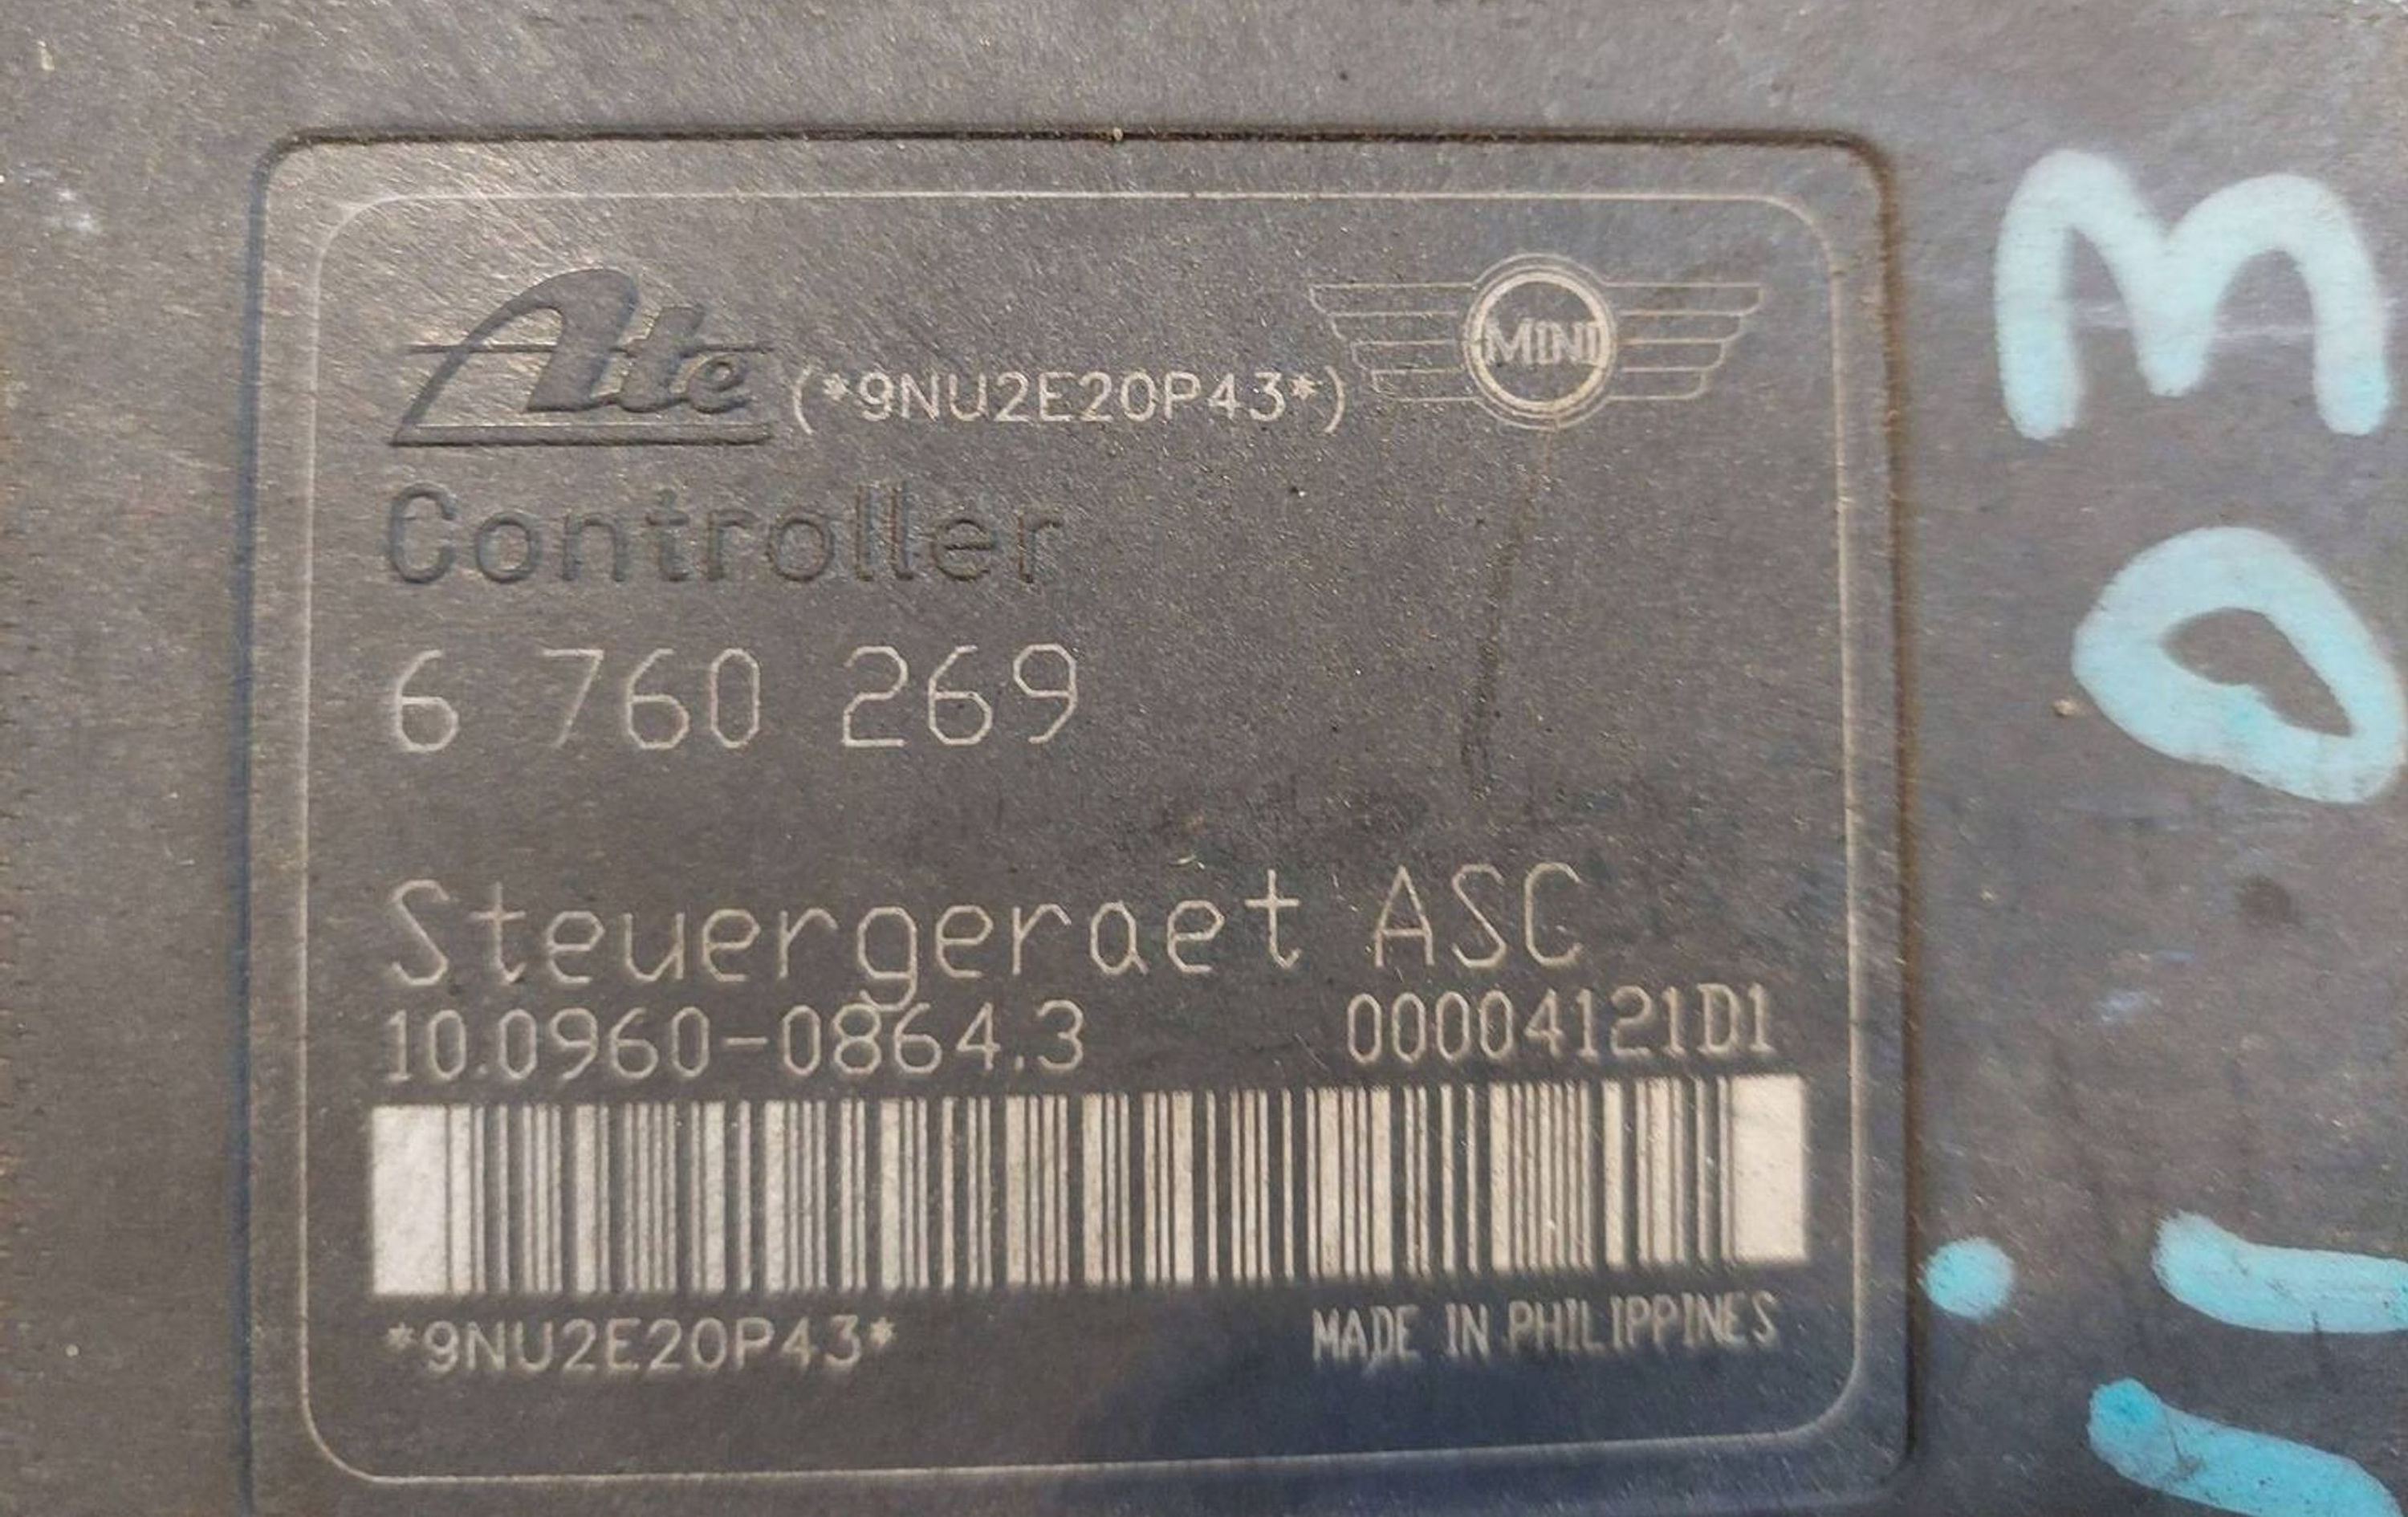 Ate (*9NU2E20P43*) MINI
Controller
6 760 269
Steuergeraet ASC
10.0960-0864.3 00004121D1
*9NU2E20P43* MADE IN PHILIPPINES